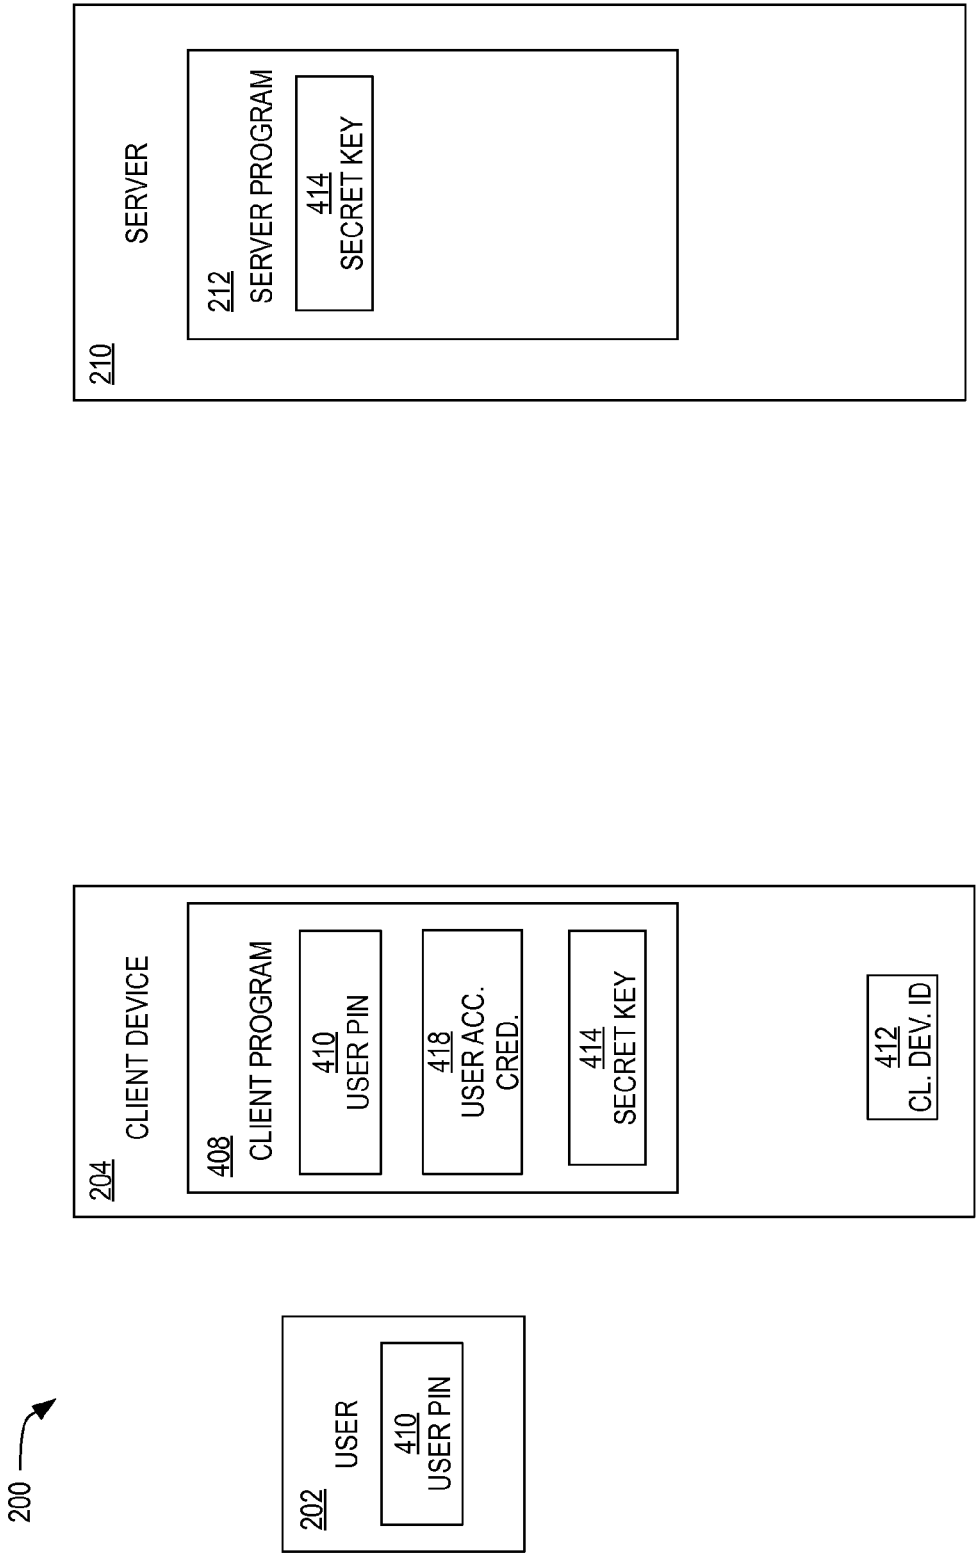 200
202
USER
410
USER PIN
204
CLIENT DEVICE
408
CLIENT PROGRAM
410
USER PIN
418
USER ACC.
CRED.
414
SECRET KEY
412
CL. DEV. ID
210
SERVER
212
SERVER PROGRAM
414
SECRET KEY